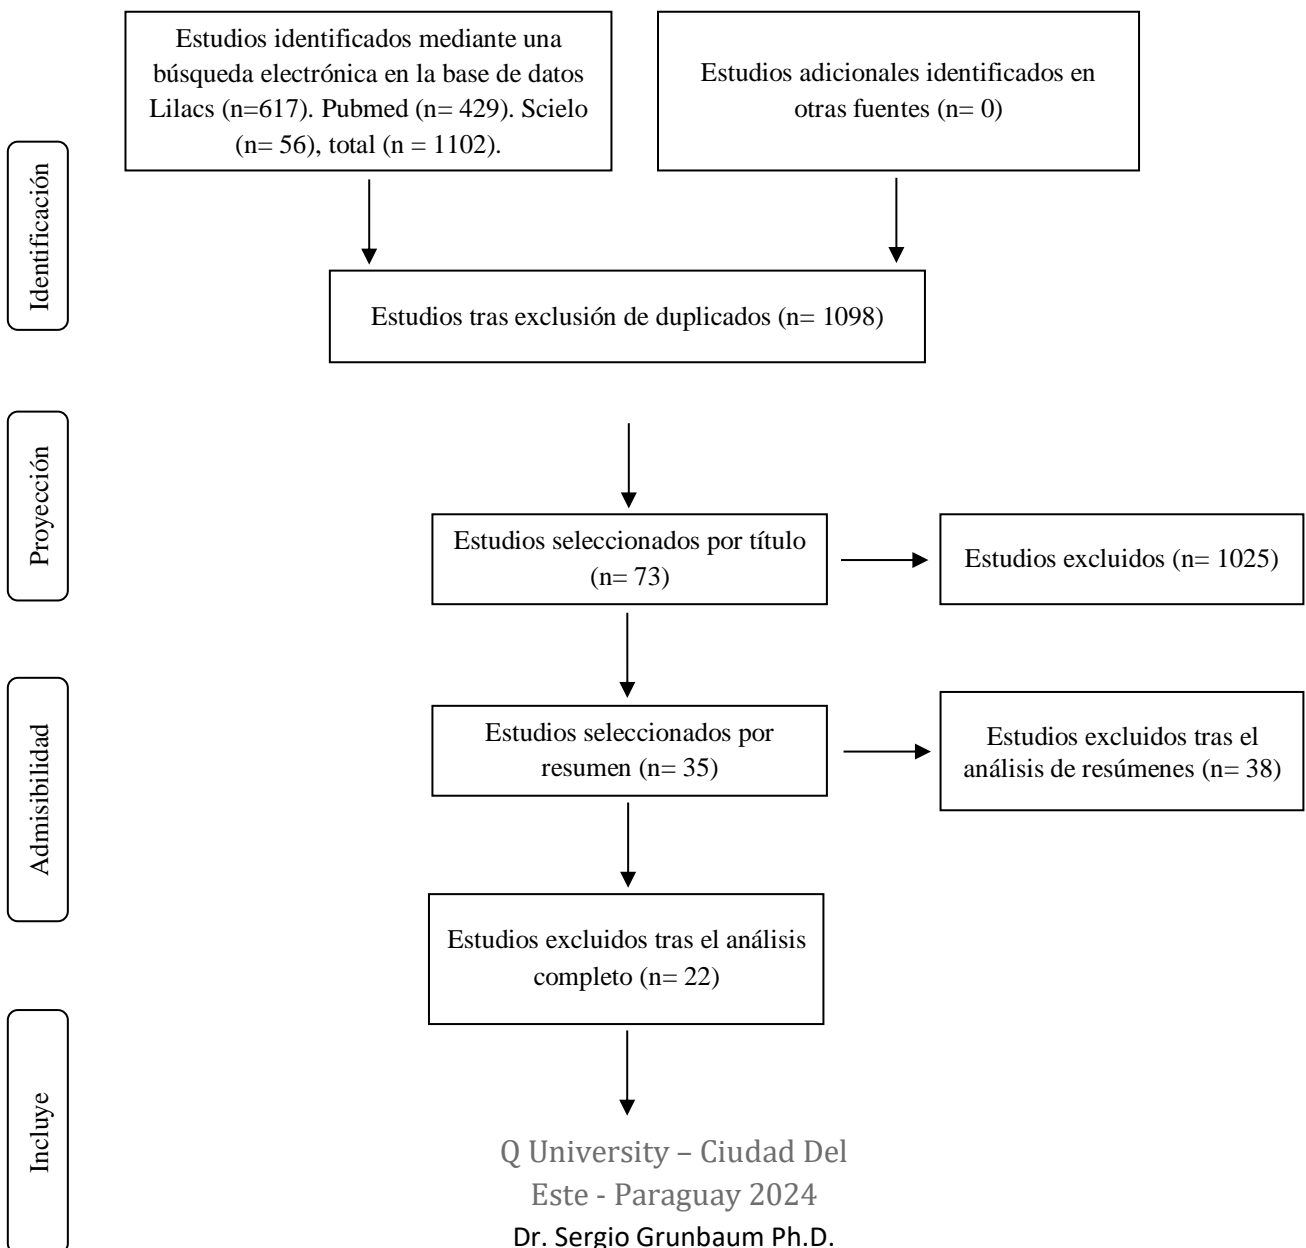 Estudios identificados mediante una
búsqueda electrónica en la base de datos
Lilacs (n=617). Pubmed (n= 429). Scielo
(n= 56), total (n = 1102).
Estudios adicionales identificados en
otras fuentes (n= 0)
Identificación
Estudios tras exclusión de duplicados (n= 1098)
Proyección
Estudios seleccionados por título
(n= 73)
Estudios excluidos (n= 1025)
Admisibilidad
Estudios seleccionados por
resumen (n= 35)
Estudios excluidos tras el
análisis de resúmenes (n= 38)
Estudios excluidos tras el análisis
completo (n= 22)
Incluye
Q University – Ciudad Del
Este - Paraguay 2024
Dr. Sergio Grunbaum Ph.D.